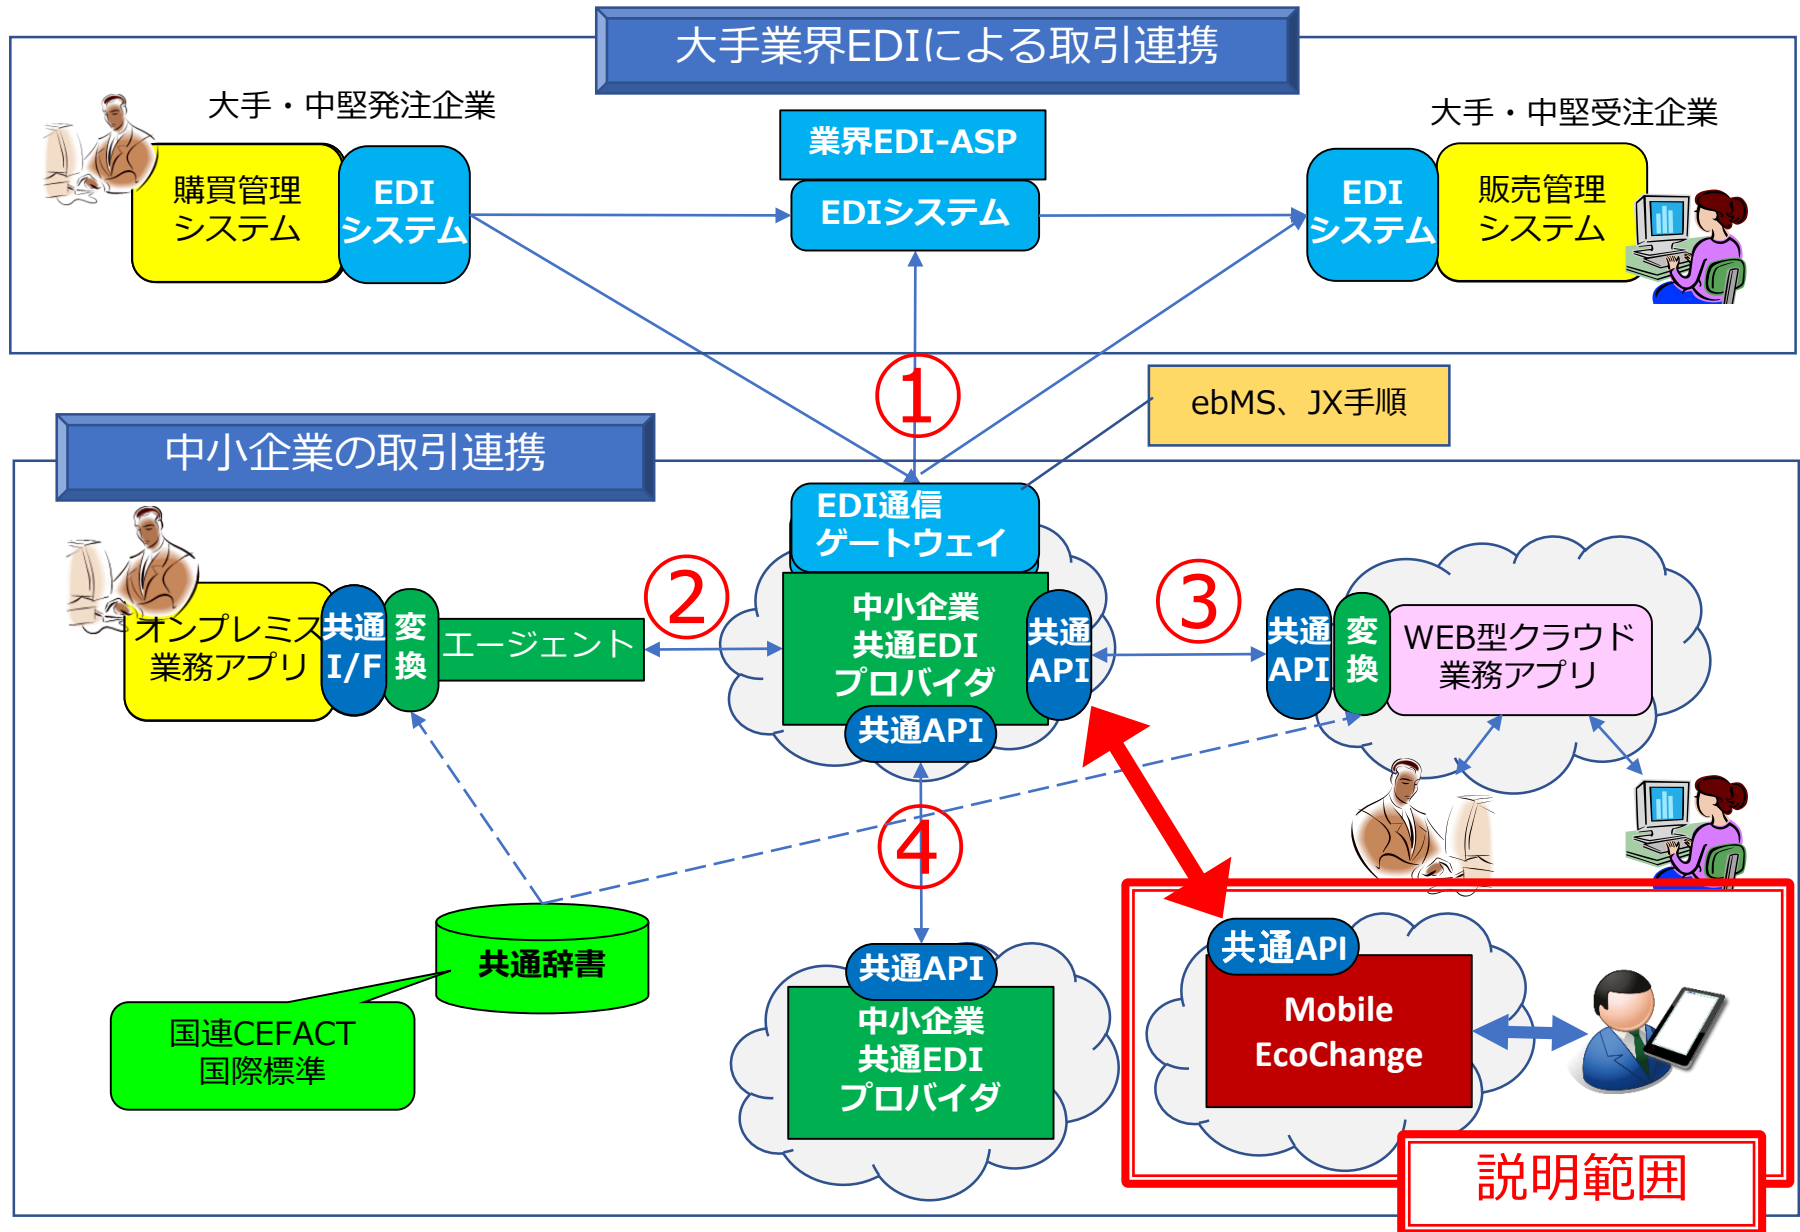 大手業界EDIによる取引連携
大手・中堅発注企業
大手・中堅受注企業
業界EDI-ASP
購買管理
システム
EDI
システム
EDIシステム
EDI
システム
販売管理
システム
①
ebMS、JX手順
中小企業の取引連携
EDI通信
ゲートウェイ
②
③
オンプレミス
業務アプリ
共通
I/F
変
換
エージェント
中小企業
共通EDI
プロバイダ
共通
API
共通API
共通
API
変
換
WEB型クラウド
業務アプリ
④
共通辞書
国連CEFACT
国際標準
共通API
中小企業
共通EDI
プロバイダ
共通API
Mobile
EcoChange
説明範囲